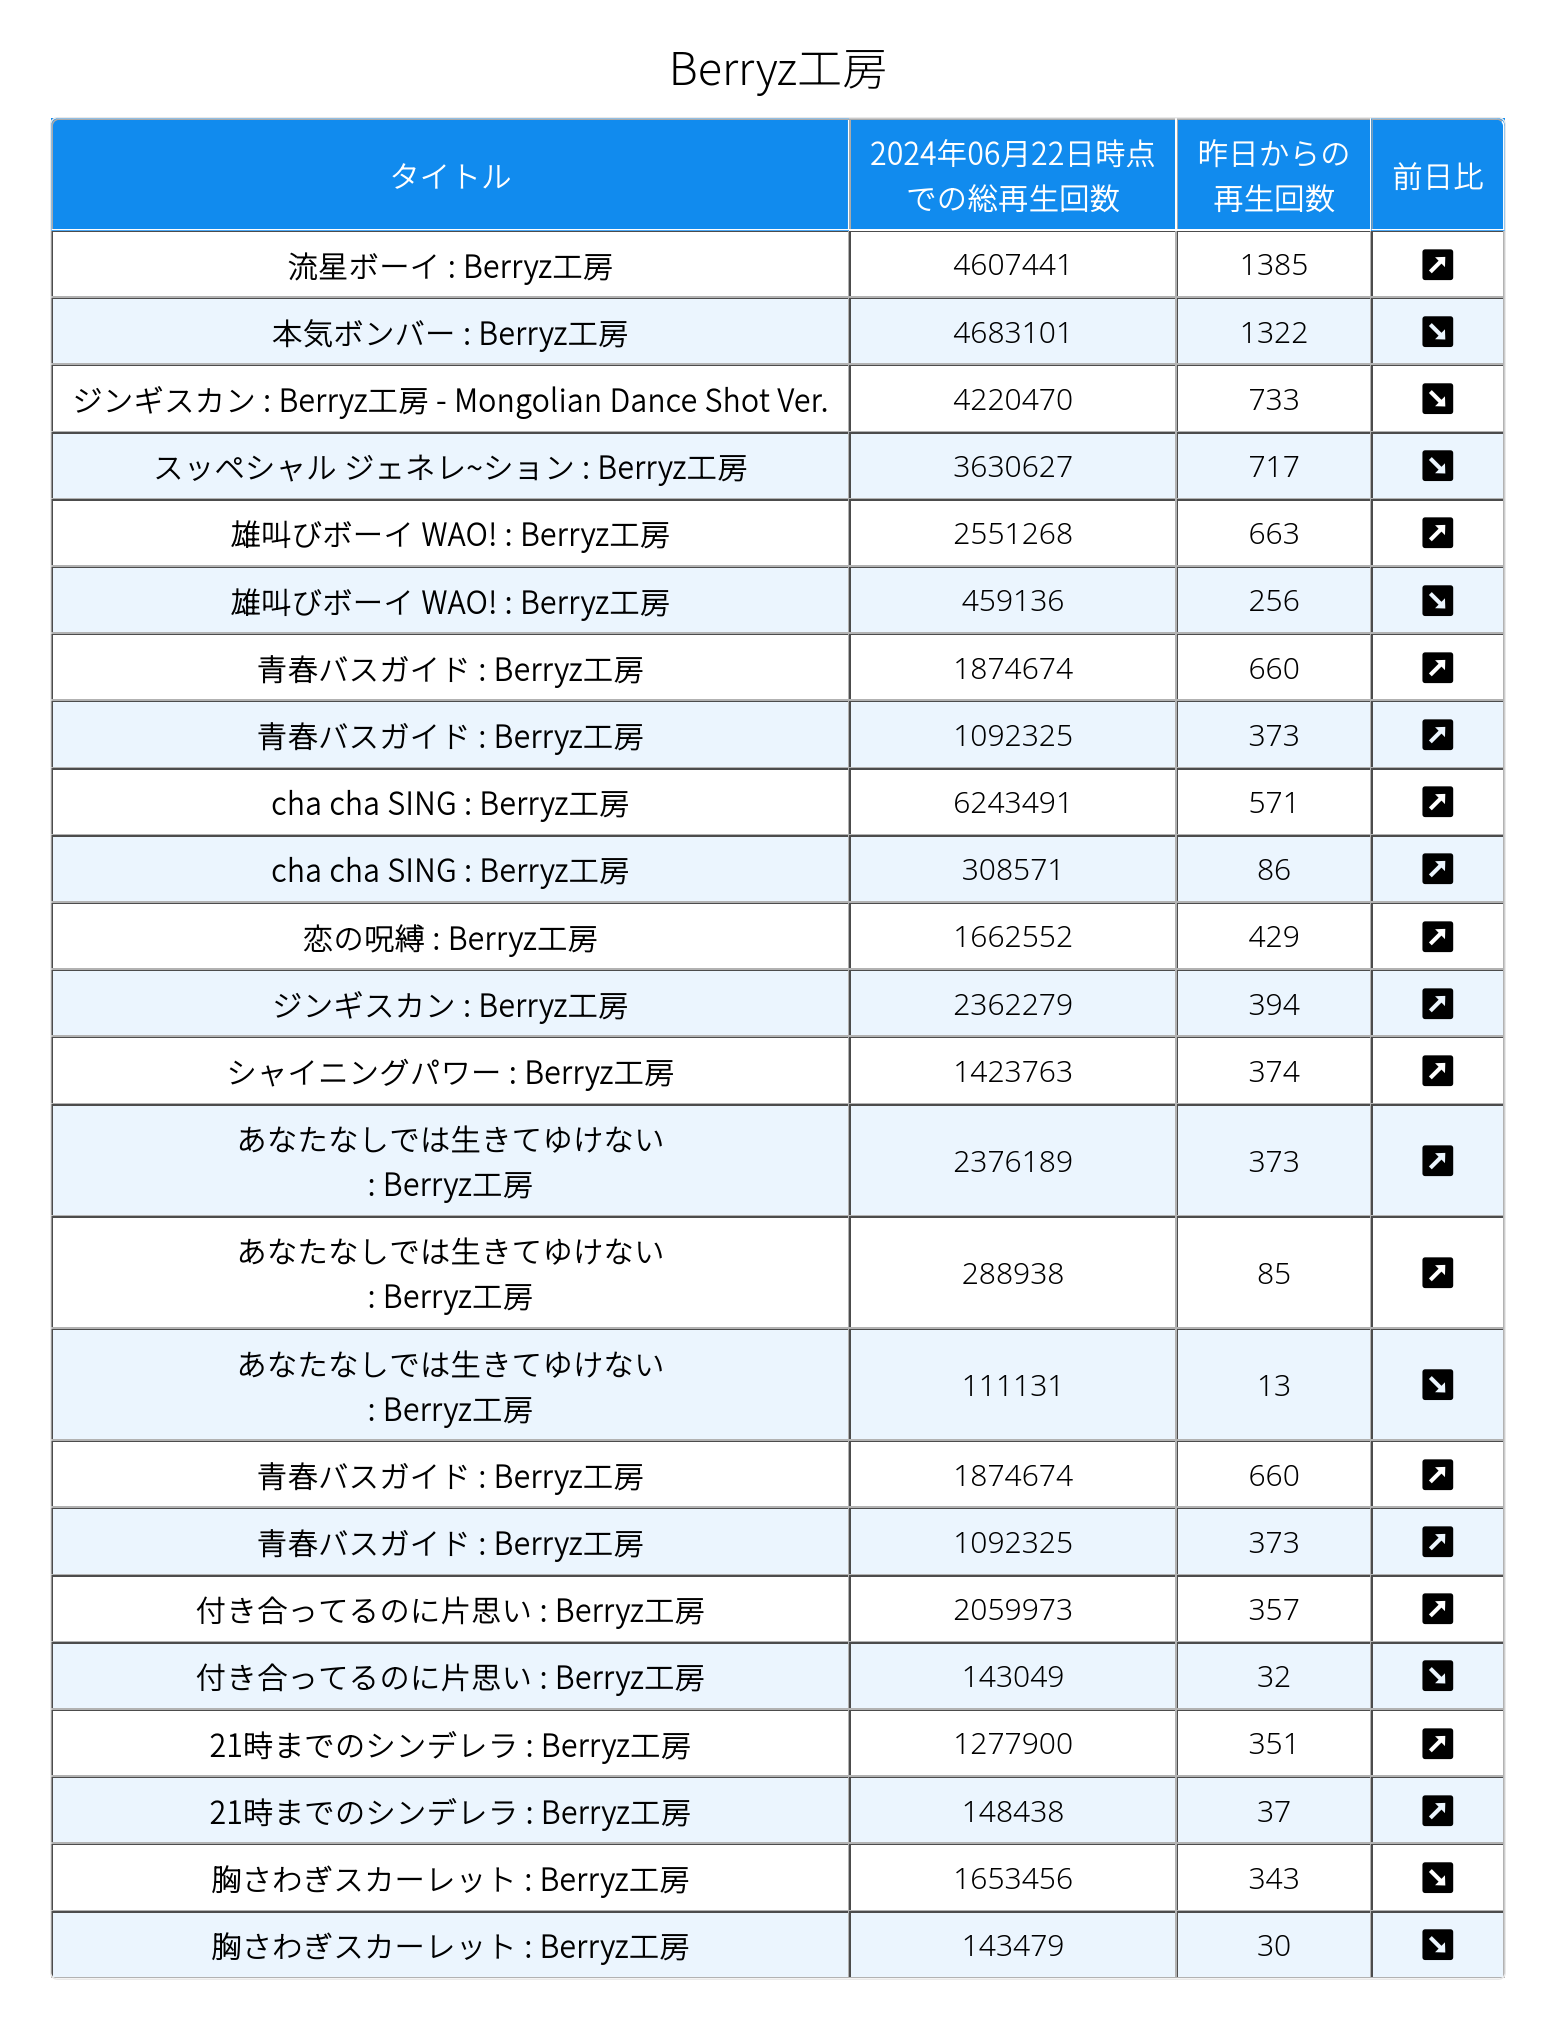 Berryz工房
タイトル
2024年06月22日時点
での総再生回数
昨日からの
再生回数
前日比
流星ボーイ : Berryz工房 4607441 1385
本気ボンバー : Berryz工房 4683101 1322
ジンギスカン : Berryz工房 - Mongolian Dance Shot Ver. 4220470 733
スッペシャル ジェネレ~ション : Berryz工房 3630627 717
雄叫びボーイ WAO! : Berryz工房 2551268 663
雄叫びボーイ WAO! : Berryz工房 459136 256
青春バスガイド : Berryz工房 1874674 660
青春バスガイド : Berryz工房 1092325 373
cha cha SING : Berryz工房 6243491 571
cha cha SING : Berryz工房 308571 86
恋の呪縛 : Berryz工房 1662552 429
ジンギスカン : Berryz工房 2362279 394
シャイニングパワー : Berryz工房 1423763 374
あなたなしでは生きてゆけない
: Berryz工房 2376189 373
あなたなしでは生きてゆけない
: Berryz工房 288938 85
あなたなしでは生きてゆけない
: Berryz工房 111131 13
青春バスガイド : Berryz工房 1874674 660
青春バスガイド : Berryz工房 1092325 373
付き合ってるのに片思い : Berryz工房 2059973 357
付き合ってるのに片思い : Berryz工房 143049 32
21時までのシンデレラ : Berryz工房 1277900 351
21時までのシンデレラ : Berryz工房 148438 37
胸さわぎスカーレット : Berryz工房 1653456 343
胸さわぎスカーレット : Berryz工房 143479 30